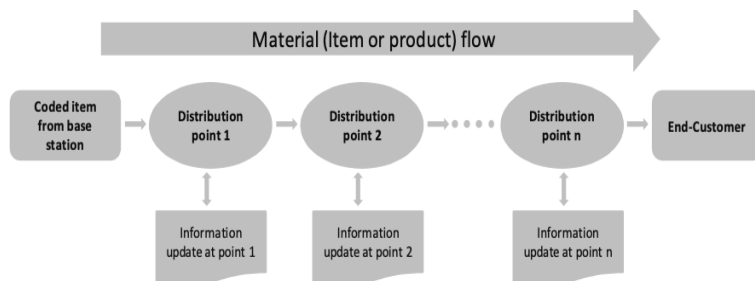 Material (Item or product) flow
Coded item
from base
station
Distribution
point 1
Distribution
point 2
Distribution
point n
End-Customer
Information
update at point 1
Information
update at point 2
Information
update at point n